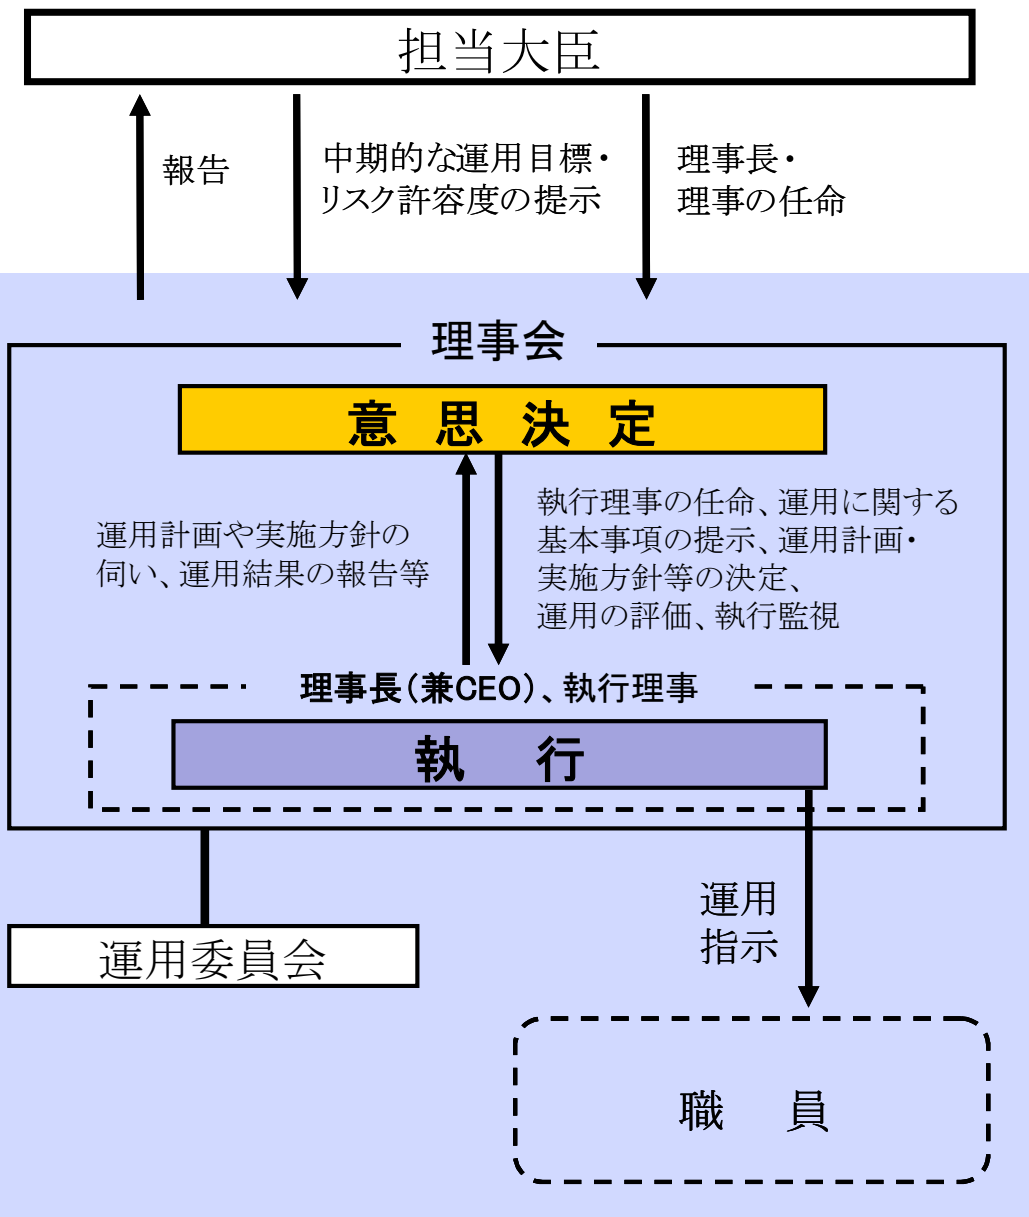 担当大臣
報告
中期的な運用目標・
リスク許容度の提示
理事長・
理事の任命
理事会
意 思 決 定
運用計画や実施方針の
伺い、運用結果の報告等
執行理事の任命、運用に関する
基本事項の提示、運用計画・
実施方針等の決定、
運用の評価、執行監視
理事長（兼CEO）、執行理事
執 行
運用
指示
運用委員会
職 員